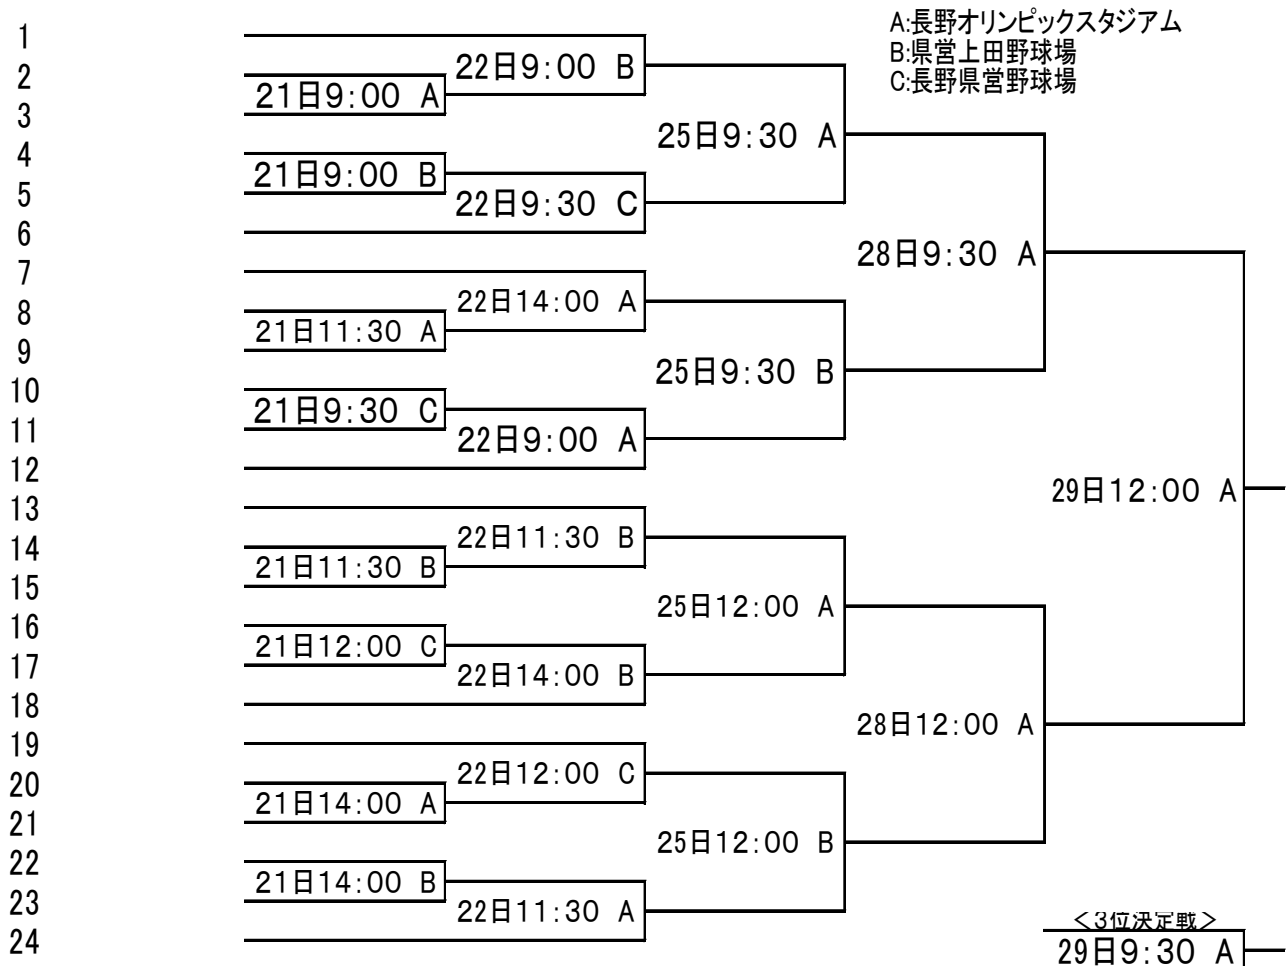 A:長野オリンピックスタジアム
B:県営上田野球場
C:長野県営野球場
1
2
3
4
5
6
7
8
9
10
11
12
13
14
15
16
17
18
19
20
21
22
23
24
21日9:00 A
21日9:00 B
21日11:30 A
21日9:30 C
21日11:30 B
21日12:00 C
21日14:00 A
21日14:00 B
22日9:00 B
22日9:30 C
22日14:00 A
22日9:00 A
22日11:30 B
22日14:00 B
22日12:00 C
22日11:30 A
25日9:30 A
25日9:30 B
25日12:00 A
25日12:00 B
28日9:30 A
28日12:00 A
29日12:00 A
<3位決定戦>
29日9:30 A